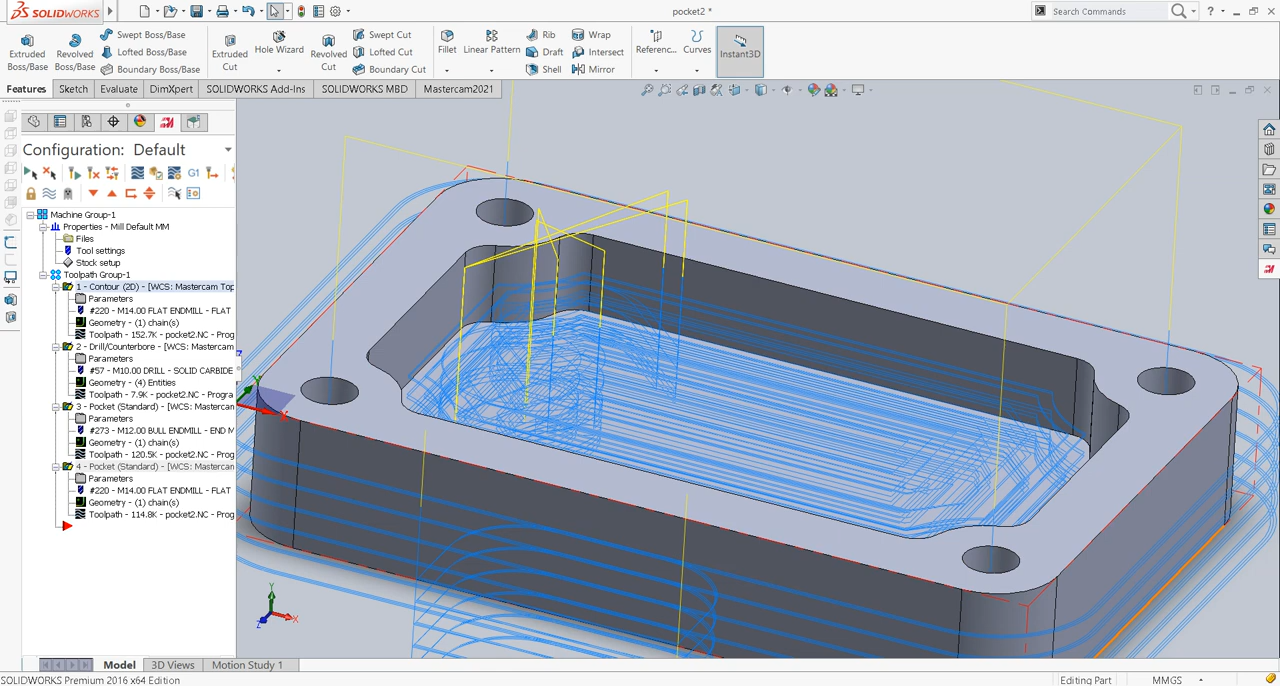 SOLIDWORKS
pocket2 *
Search Commands
?
Extruded Boss/Base
Revolved Boss/Base
Swept Boss/Base
Lofted Boss/Base
Boundary Boss/Base
Extruded Cut
Hole Wizard
Revolved Cut
Swept Cut
Lofted Cut
Boundary Cut
Fillet
Linear Pattern
Rib
Draft
Shell
Wrap
Intersect
Mirror
Referenc...
Curves
Instant3D
Features
Sketch
Evaluate
DimXpert
SOLIDWORKS Add-Ins
SOLIDWORKS MBD
Mastercam2021
Configuration: Default
G1
Machine Group-1
Properties - Mill Default MM
Files
Tool settings
Stock setup
Toolpath Group-1
1 - Contour (2D) - [WCS: Mastercam Top
Parameters
#220 - M14.00 FLAT ENDMILL - FLAT
Geometry - (1) chain(s)
Toolpath - 152.7K - pocket2.NC - Prog
2 - Drill/Counterbore - [WCS: Mastercam
Parameters
#57 - M10.00 DRILL - SOLID CARBIDE
Geometry - (4) Entities
Toolpath - 7.9K - pocket2.NC - Progra
3 - Pocket (Standard) - [WCS: Mastercam
Parameters
#273 - M12.00 BULL ENDMILL - END M
Geometry - (1) chain(s)
Toolpath - 120.5K - pocket2.NC - Prog
4 - Pocket (Standard) - [WCS: Mastercam
Parameters
#220 - M14.00 FLAT ENDMILL - FLAT
Geometry - (1) chain(s)
Toolpath - 114.8K - pocket2.NC - Prog
Y
X
Y
X
Z
Model
3D Views
Motion Study 1
SOLIDWORKS Premium 2016 x64 Edition
Editing Part
MMGS